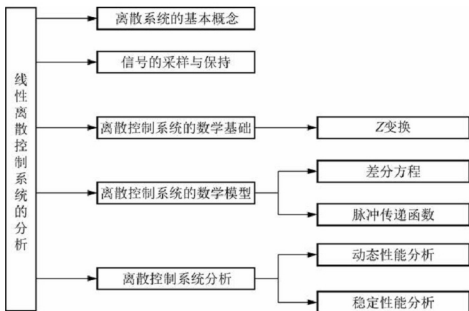 线性离散控制系统的分析
离散系统的基本概念
信号的采样与保持
离散控制系统的数学基础
Z变换
离散控制系统的数学模型
差分方程
脉冲传递函数
离散控制系统分析
动态性能分析
稳定性能分析